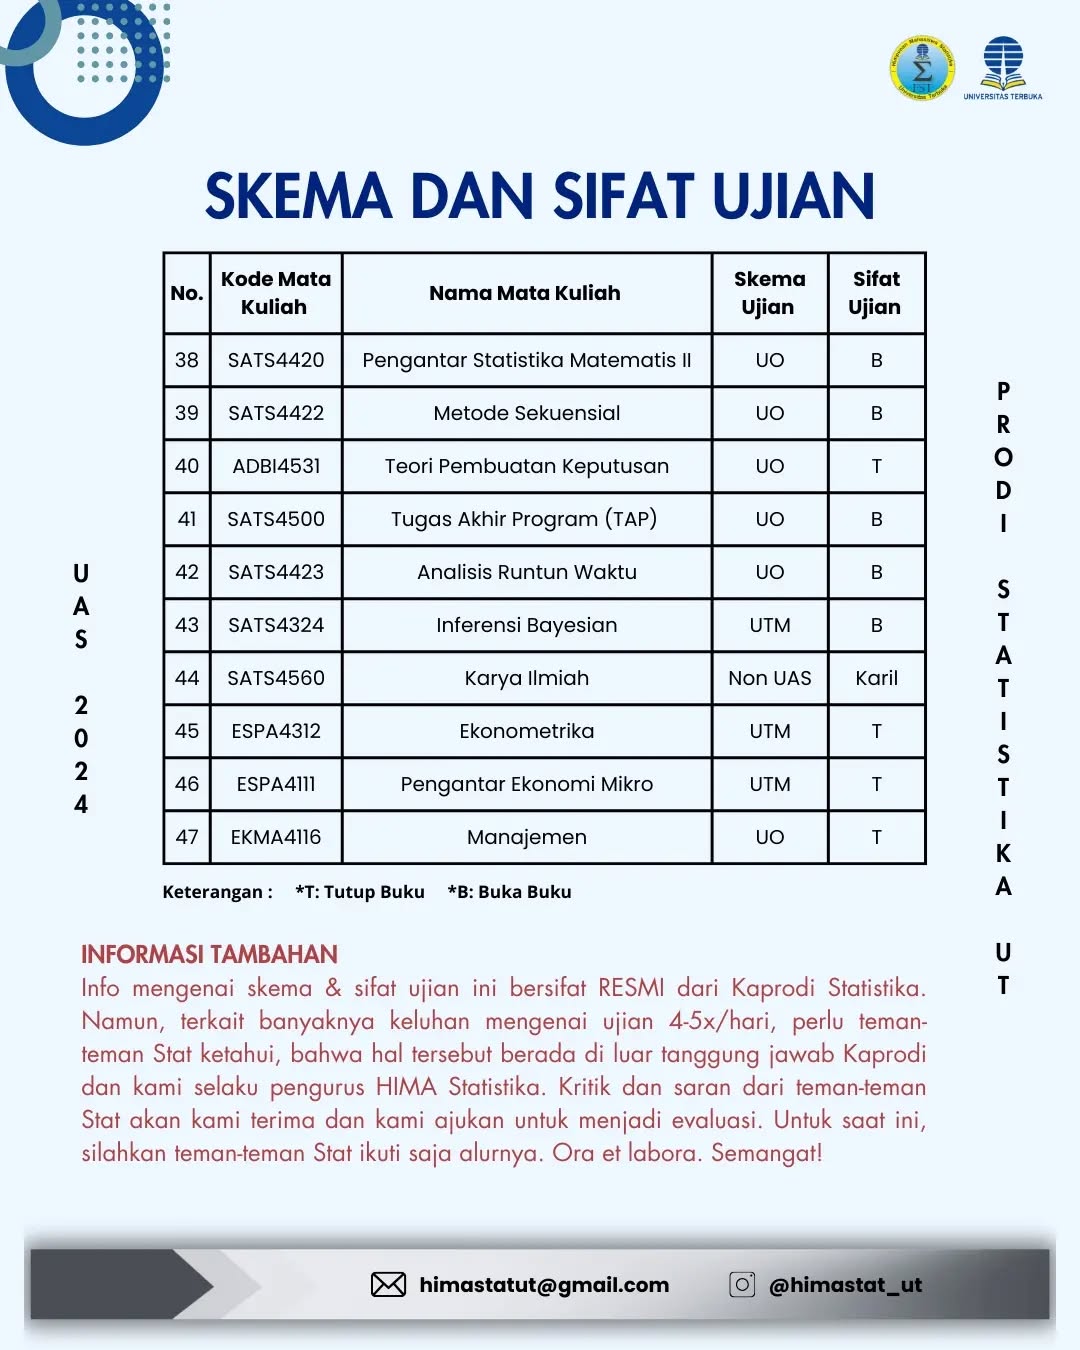 UNIVERSITAS TERBUKA
SKEMA DAN SIFAT UJIAN
No. Kode Mata Kuliah Nama Mata Kuliah Skema Ujian Sifat Ujian
38 SATS4420 Pengantar Statistika Matematis II UO B
39 SATS4422 Metode Sekuensial UO B
40 ADBI4531 Teori Pembuatan Keputusan UO T
41 SATS4500 Tugas Akhir Program (TAP) UO B
42 SATS4423 Analisis Runtun Waktu UO B
43 SATS4324 Inferensi Bayesian UTM B
44 SATS4560 Karya Ilmiah Non UAS Karil
45 ESPA4312 Ekonometrika UTM T
46 ESPA4111 Pengantar Ekonomi Mikro UTM T
47 EKMA4116 Manajemen UO T
UAS 2024
PRODI STATISTIKA UT
Keterangan : *T: Tutup Buku *B: Buka Buku
INFORMASI TAMBAHAN
Info mengenai skema & sifat ujian ini bersifat RESMI dari Kaprodi Statistika.
Namun, terkait banyaknya keluhan mengenai ujian 4-5x/hari, perlu teman-
teman Stat ketahui, bahwa hal tersebut berada di luar tanggung jawab Kaprodi
dan kami selaku pengurus HIMA Statistika. Kritik dan saran dari teman-teman
Stat akan kami terima dan kami ajukan untuk menjadi evaluasi. Untuk saat ini,
silahkan teman-teman Stat ikuti saja alurnya. Ora et labora. Semangat!
himastatut@gmail.com @himastat_ut